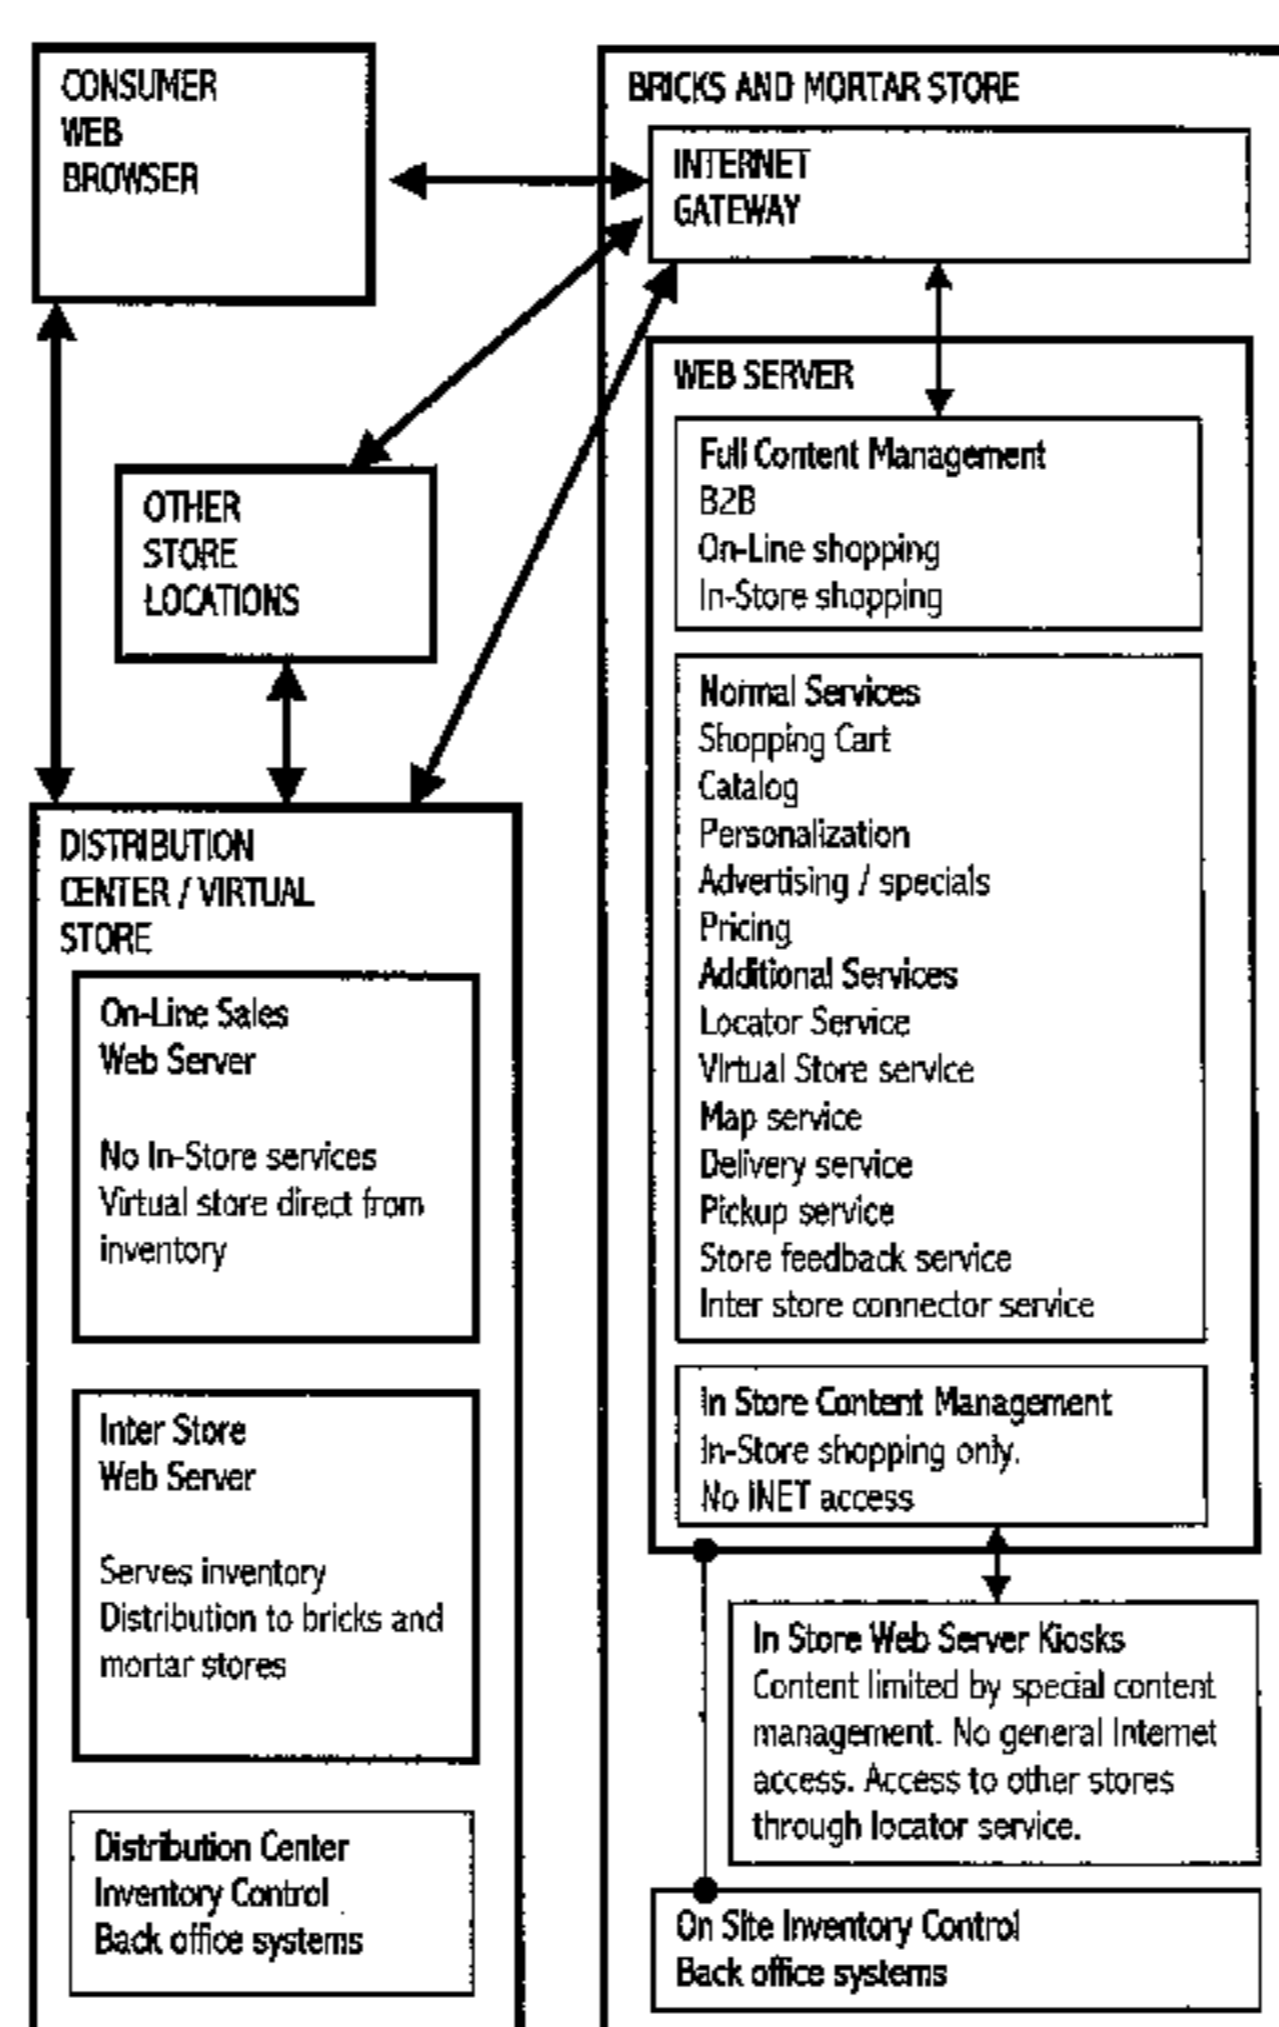 CONSUMER
WEB
BROWSER
BRICKS AND MORTAR STORE
INTERNET
GATEWAY
WEB SERVER
Full Content Management
B2B
On-Line shopping
In-Store shopping
OTHER
STORE
LOCATIONS
Normal Services
Shopping Cart
Catalog
Personalization
Advertising / specials
Pricing
Additional Services
Locator Service
Virtual Store service
Map service
Delivery service
Pickup service
Store feedback service
Inter store connector service
DISTRIBUTION
CENTER / VIRTUAL
STORE
On-Line Sales
Web Server
No In-Store services
Virtual store direct from
inventory
Inter Store
Web Server
Serves inventory
Distribution to bricks and
mortar stores
Distribution Center
Inventory Control
Back office systems
In Store Content Management
In-Store shopping only.
No iNET access
In Store Web Server Kiosks
Content limited by special content
management. No general Internet
access. Access to other stores
through locator service.
On Site Inventory Control
Back office systems